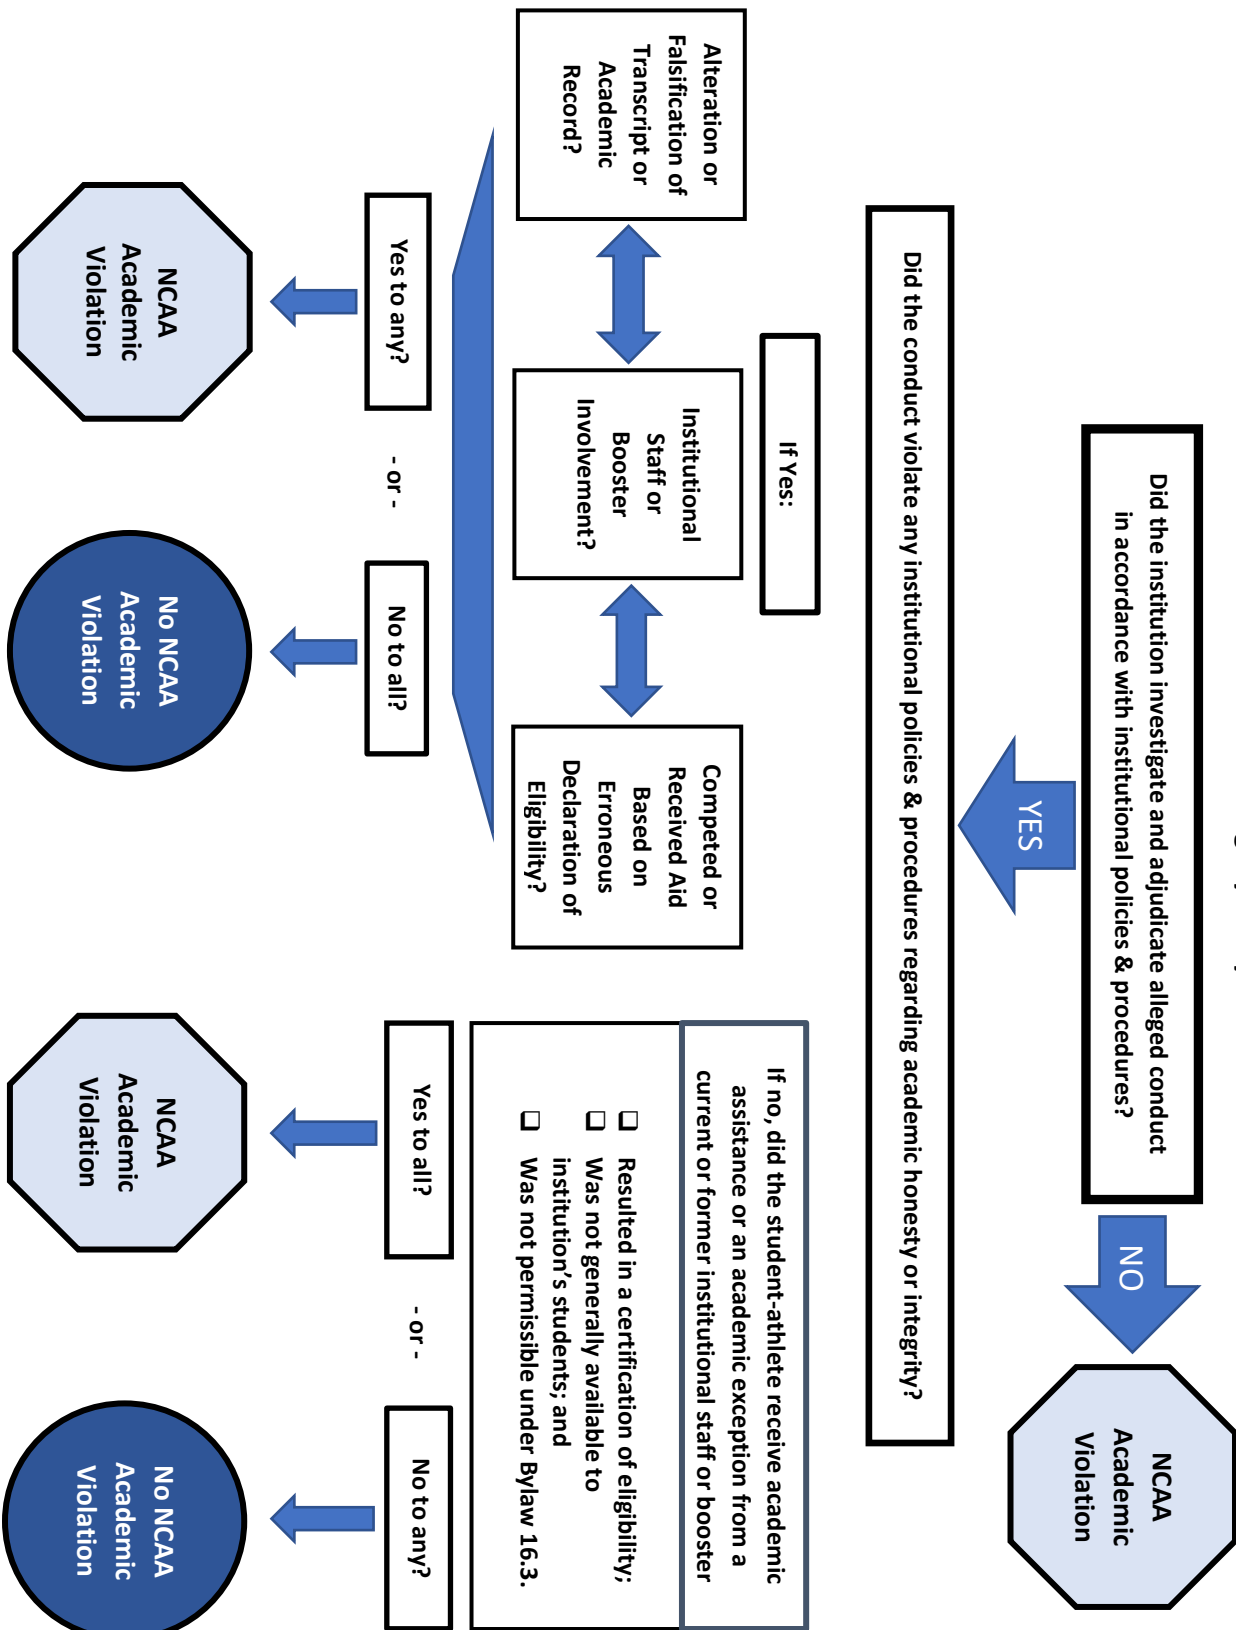 Did the institution investigate and adjudicate alleged conduct
in accordance with institutional policies & procedures?
NO
NCAA
Academic
Violation
YES
Did the conduct violate any institutional policies & procedures regarding academic honesty or integrity?
If Yes:
Alteration or
Falsification of
Transcript or
Academic
Record?
Institutional
Staff or
Booster
Involvement?
Competed or
Received Aid
Based on
Erroneous
Declaration of
Eligibility?
Yes to any?
- or -
No to all?
NCAA
Academic
Violation
No NCAA
Academic
Violation
If no, did the student-athlete receive academic
assistance or an academic exception from a
current or former institutional staff or booster
❑ Resulted in a certification of eligibility;
❑ Was not generally available to
institution’s students; and
❑ Was not permissible under Bylaw 16.3.
Yes to all?
- or -
No to any?
NCAA
Academic
Violation
No NCAA
Academic
Violation